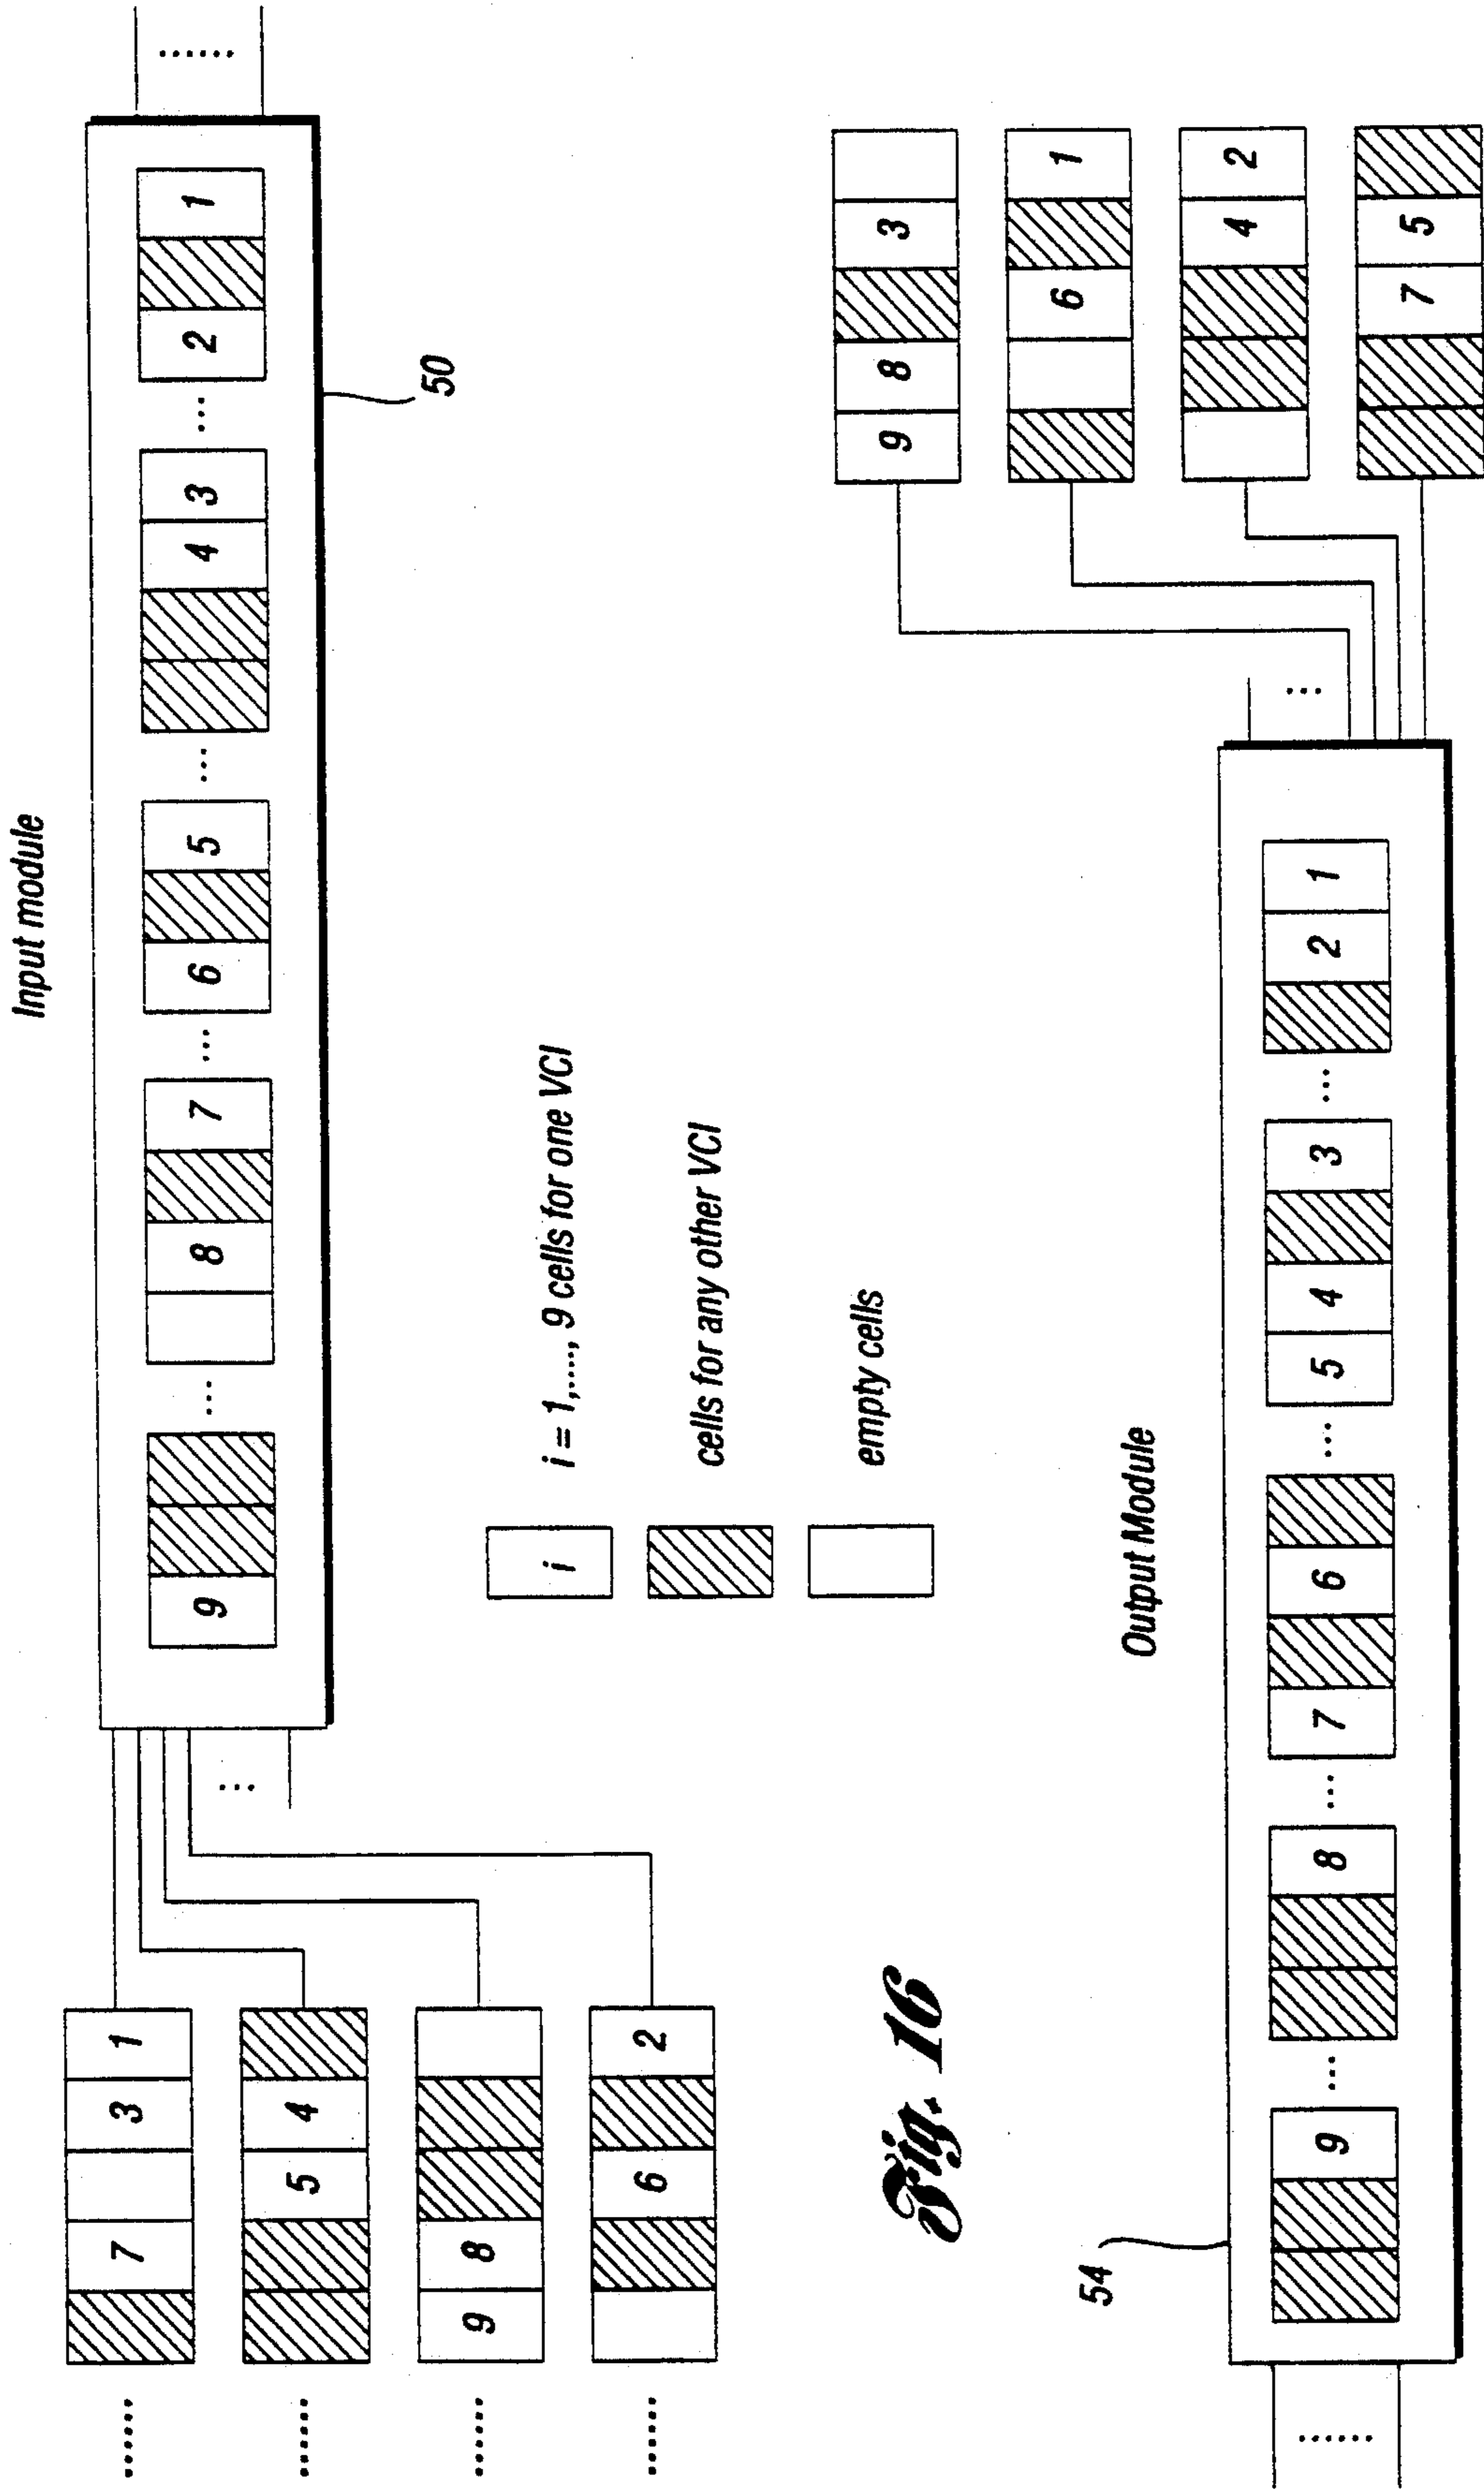 Input module
7 3 1
5 4
9 8
6 2
9 ... 8 7 ... 6 5 ... 4 3 ... 2 1
50
i i = 1,...., 9 cells for one VCI
cells for any other VCI
empty cells
Fig. 16
Output Module
54
9 ... 8 ... 7 6 ... 5 4 3 ... 2 1
9 8 3
6 1
4 2
7 5